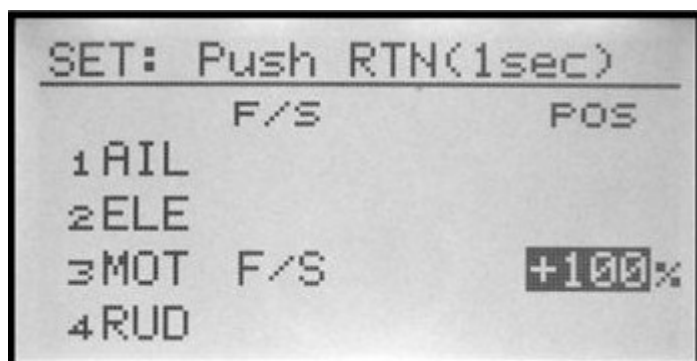 SET: Push RTN(1sec)
F/S POS
1AIL
2ELE
3MOT F/S +100%
4RUD